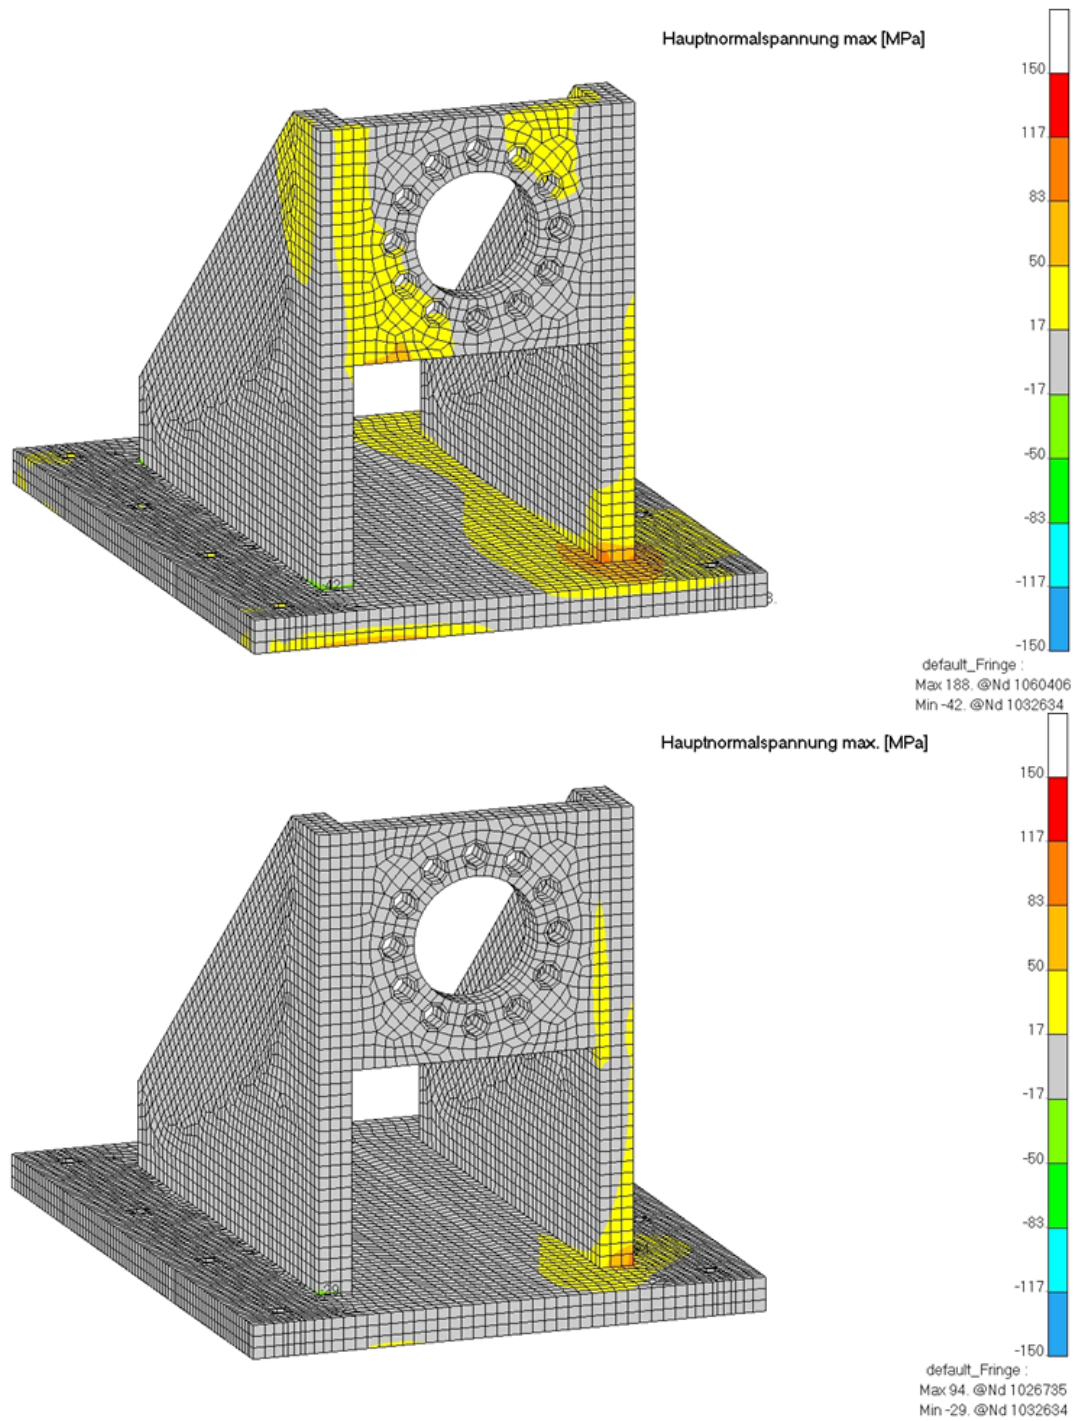 Hauptnormalspannung max [MPa]
150
117
83
50
17
-17
-50
-83
-117
-150
-42
8.
default_Fringe :
Max 188. @Nd 1060406
Min -42. @Nd 1032634
Hauptnormalspannung max. [MPa]
150
117
83
50
17
-17
-50
-83
-117
-150
default_Fringe :
Max 94. @Nd 1026735
Min -29. @Nd 1032634